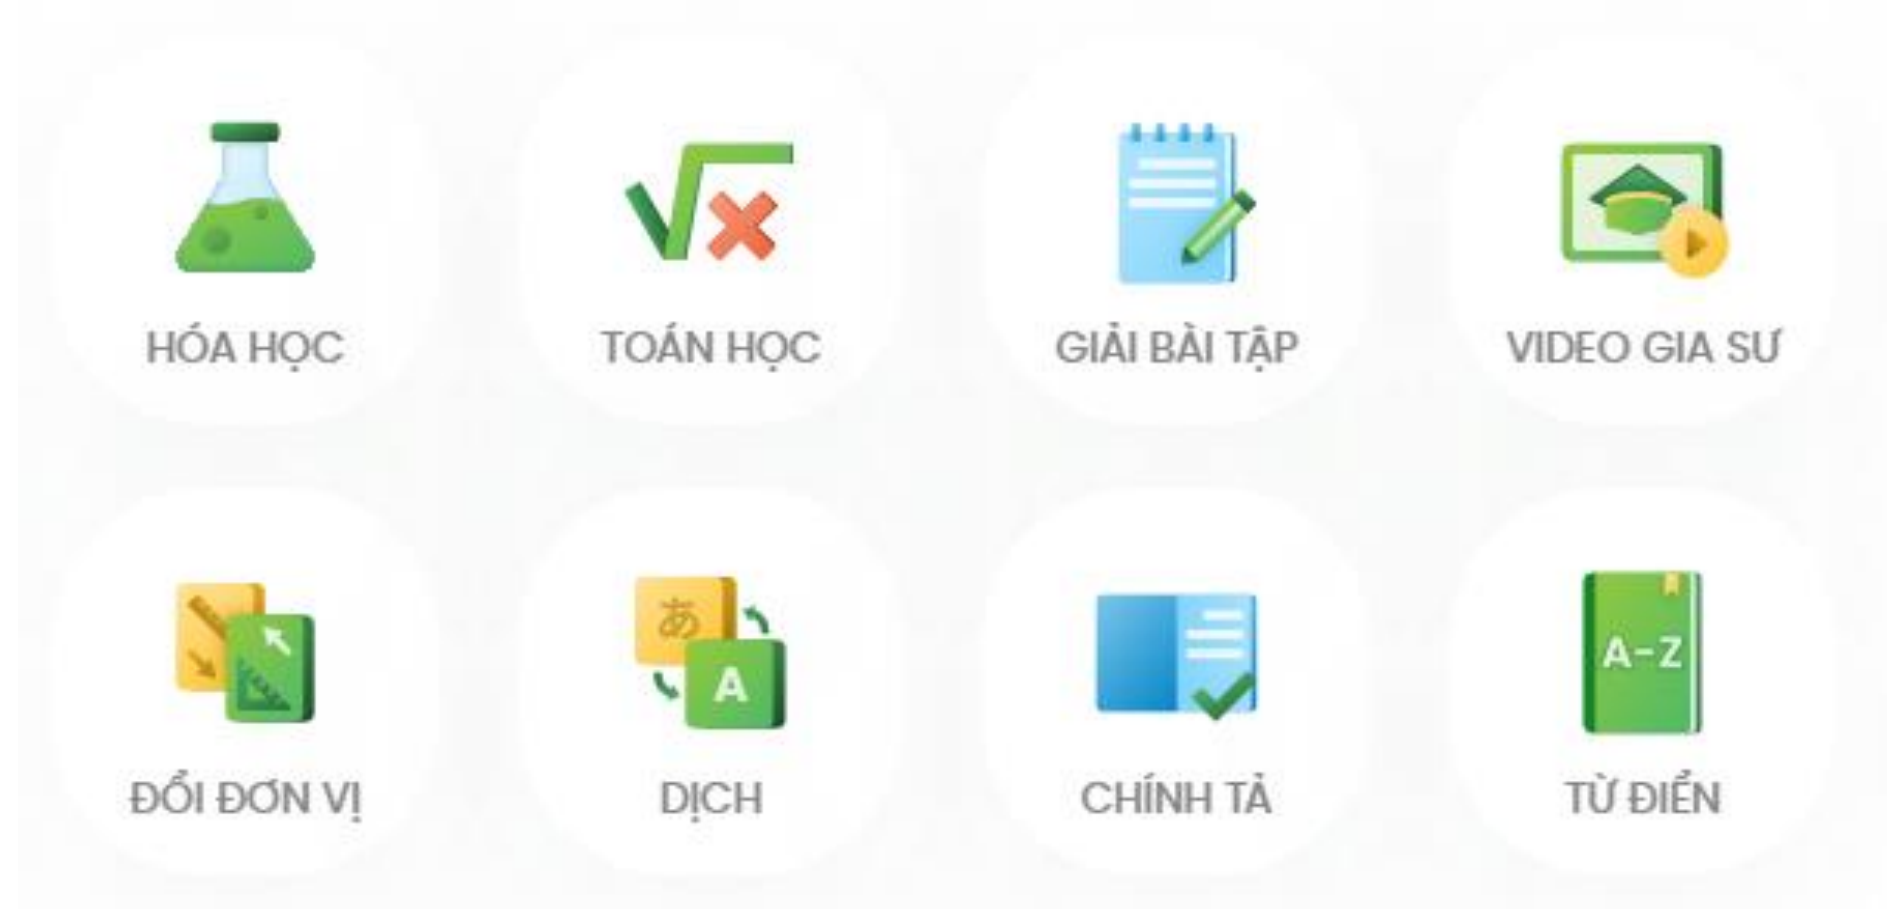 HÓA HỌC
TOÁN HỌC
GIẢI BÀI TẬP
VIDEO GIA SƯ
あ
A
A-Z
ĐỔI ĐƠN VỊ
DỊCH
CHÍNH TẢ
TỪ ĐIỂN